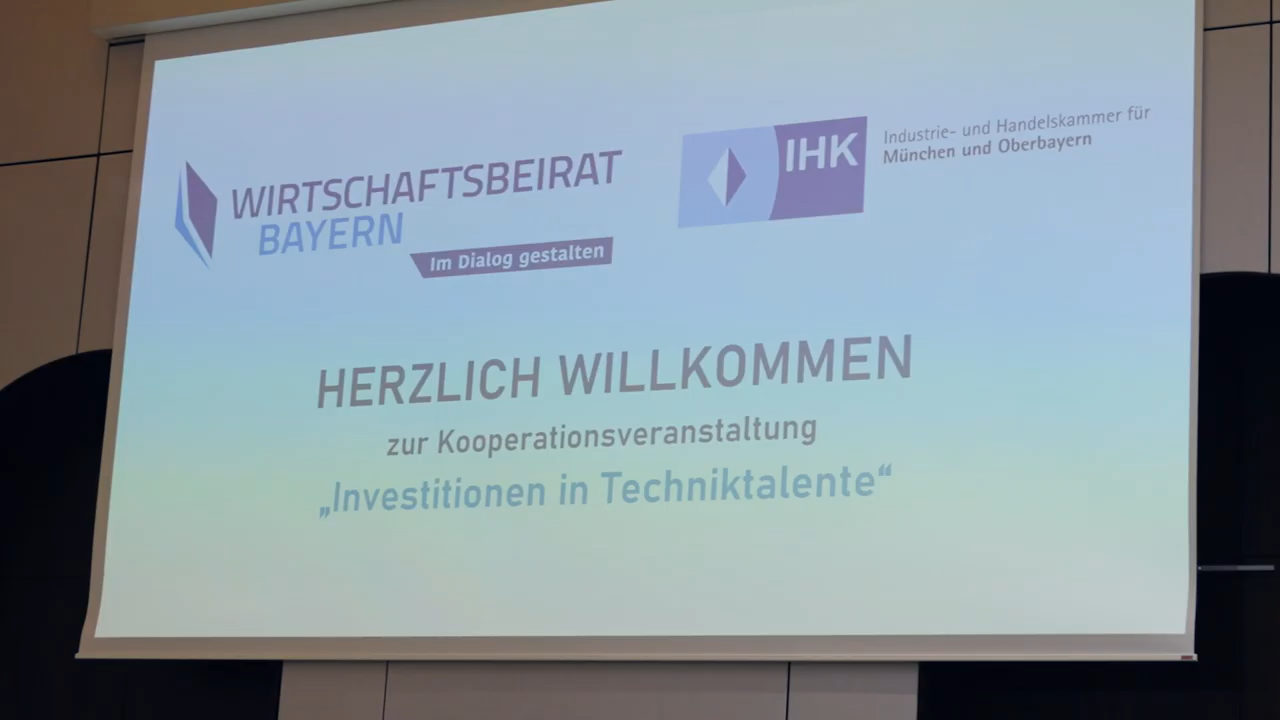 WIRTSCHAFTSBEIRAT
BAYERN
Im Dialog gestalten
IHK
Industrie- und Handelskammer für
München und Oberbayern
HERZLICH WILLKOMMEN
zur Kooperationsveranstaltung
„Investitionen in Techniktalente“